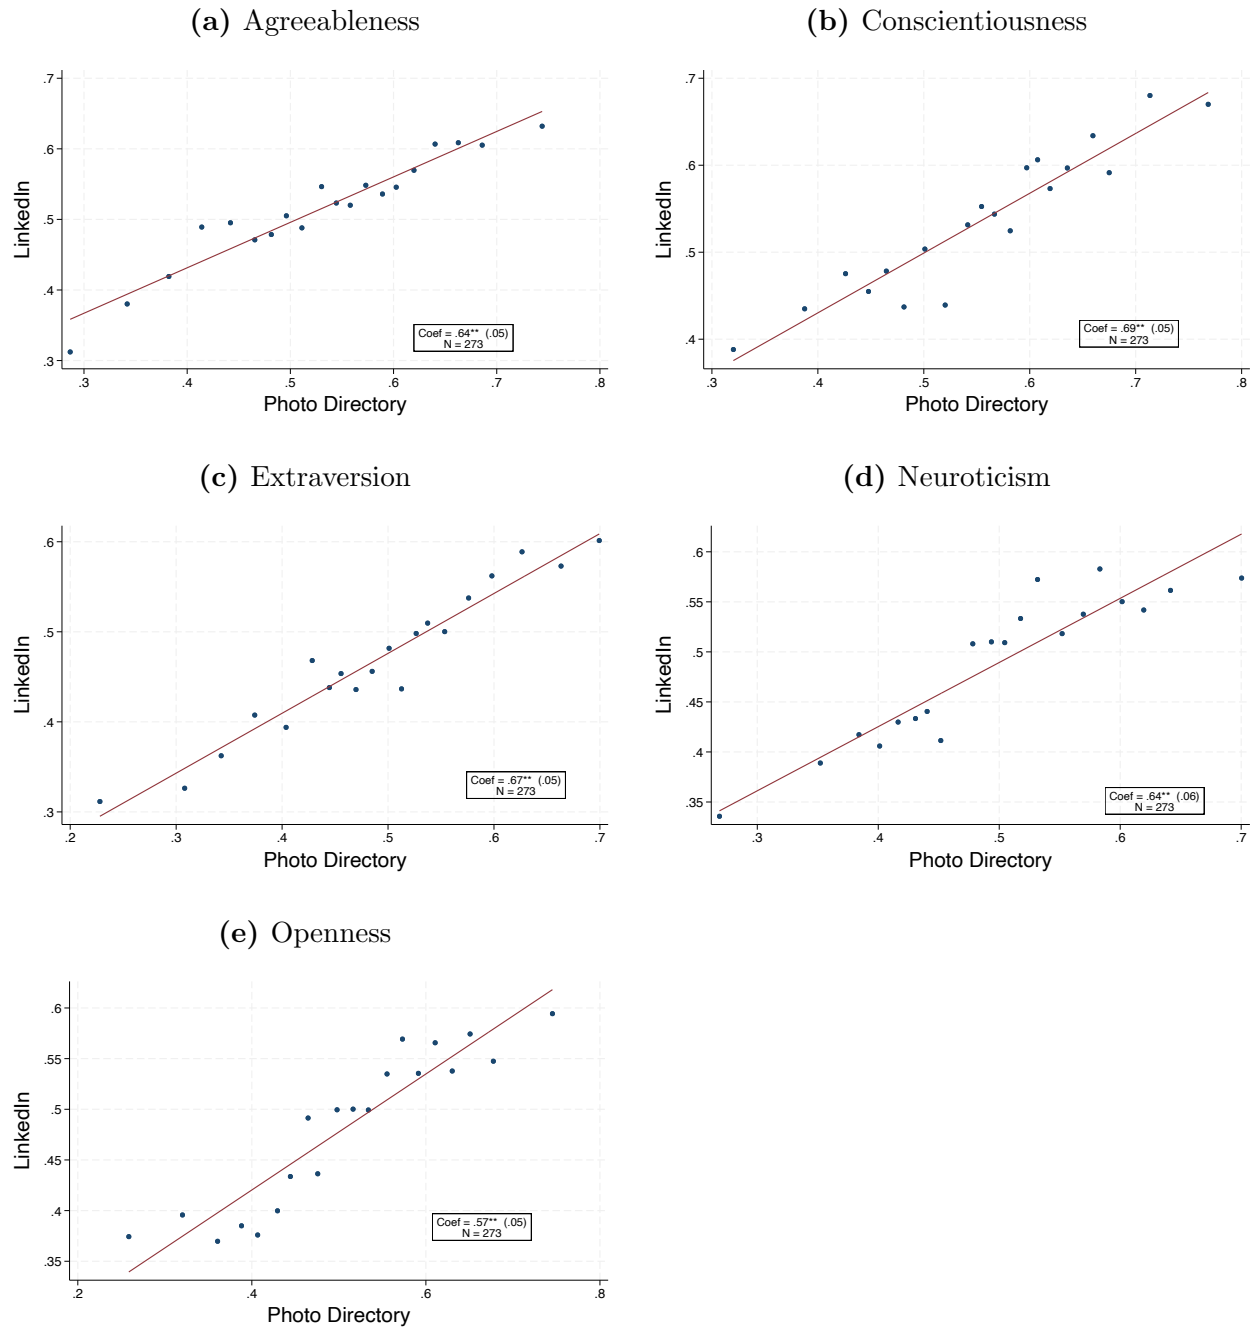 (a) Agreeableness
.7
.6
.5
.4
.3
LinkedIn
Coef = .64** (.05)
N = 273
.3 .4 .5 .6 .7 .8
Photo Directory
(b) Conscientiousness
.7
.6
.5
.4
LinkedIn
Coef = .69** (.05)
N = 273
.3 .4 .5 .6 .7 .8
Photo Directory
(c) Extraversion
.6
.5
.4
.3
LinkedIn
Coef = .67** (.05)
N = 273
.2 .3 .4 .5 .6 .7
Photo Directory
(d) Neuroticism
.6
.55
.5
.45
.4
.35
LinkedIn
Coef = .64** (.06)
N = 273
.3 .4 .5 .6 .7
Photo Directory
(e) Openness
.6
.55
.5
.45
.4
.35
LinkedIn
Coef = .57** (.05)
N = 273
.2 .4 .6 .8
Photo Directory